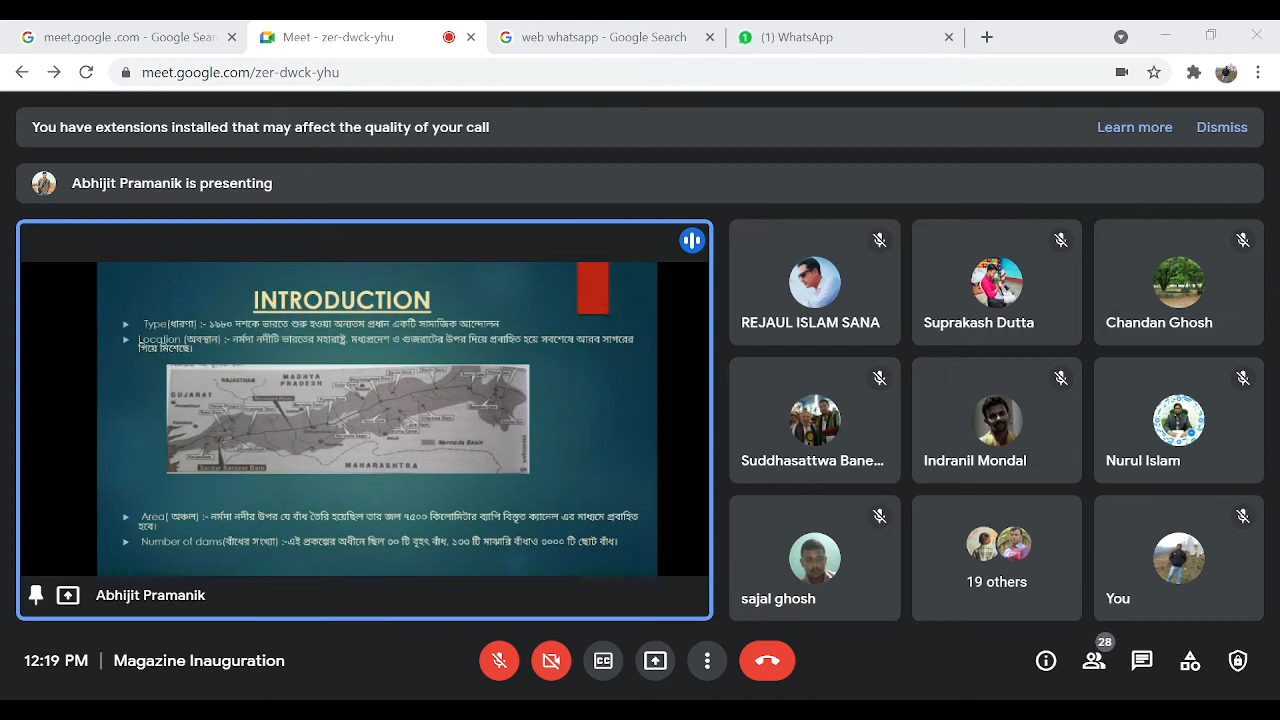 meet.google .com - Google Sear
Meet - zer-dwck-yhu
web whatsapp - Google Search
(1) WhatsApp
meet.google.com/zer-dwck-yhu
You have extensions installed that may affect the quality of your call
Learn more
Dismiss
Abhijit Pramanik is presenting
INTRODUCTION
Type(ধারণা) :- ১৯৮০ দশকে ভারতে শুরু হওয়া অন্যতম প্রধান একটি সামাজিক আন্দোলন
Location (অবস্থান) :- নর্মদা নদীটি ভারতের মহারাষ্ট্র, মধ্যপ্রদেশ ও গুজরাটের উপর দিয়ে প্রবাহিত হয়ে সবশেষে আরব সাগরের
গিয়ে মিশেছে।
RAJASTHAN
MADHYA
PRADESH
GUJARAT
Narmada Basin
Sardar Sarovar Dam
MAHARASHTRA
Area( অঞ্চল) :- নর্মদা নদীর উপর যে বাঁধ তৈরি হয়েছিল তার জল ৭৫০০ কিলোমিটার ব্যাপি বিস্তৃত ক্যানেল এর মাধ্যমে প্রবাহিত
হবে।
Number of dams(বাঁধের সংখ্যা) :-এই প্রকল্পের অধীনে ছিল ৩০ টি বৃহৎ বাঁধ, ১৩৩ টি মাঝারি বাঁধাও ৩০০০ টি ছোট বাঁধ।
Abhijit Pramanik
REJAUL ISLAM SANA
Suprakash Dutta
Chandan Ghosh
Suddhasattwa Bane...
Indranil Mondal
Nurul Islam
sajal ghosh
19 others
You
12:19 PM | Magazine Inauguration
28